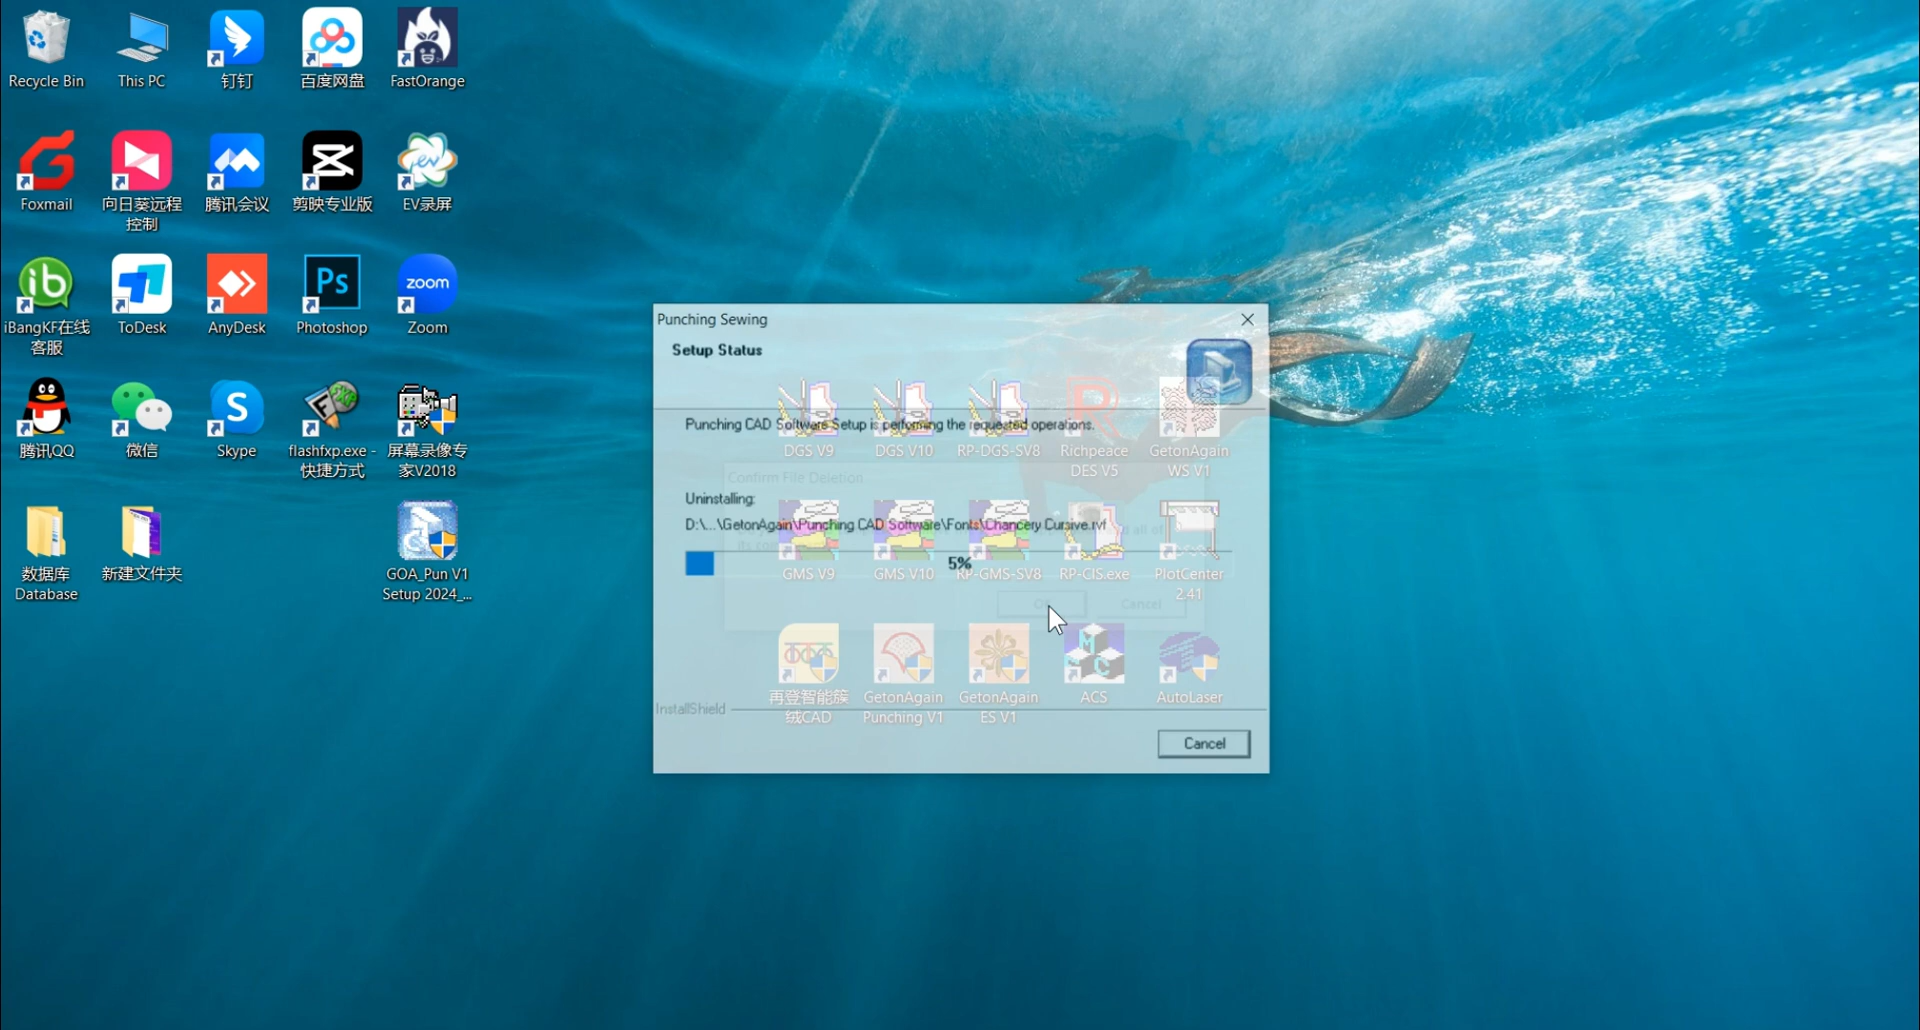 Recycle Bin
This PC
钉钉
百度网盘
FastOrange
Foxmail
向日葵远程
控制
腾讯会议
剪映专业版
EV录屏
iBangKF在线
客服
ToDesk
AnyDesk
Photoshop
Zoom
腾讯QQ
微信
Skype
flashfxp.exe -
快捷方式
屏幕录像专
家V2018
数据库
Database
新建文件夹
GOA_Pun V1
Setup 2024_...
Punching Sewing
Setup Status
Punching CAD Software Setup is performing the requested operations.
DGS V9
DGS V10
RP-DGS-SV8
Richpeace
DES V5
GetonAgain
WS V1
Confirm File Deletion
Uninstalling:
D:\...\GetonAgain\Punching CAD Software\Fonts\Chancery Cursive.rvf
all of
5%
GMS V9
GMS V10
RP-GMS-SV8
RP-CIS.exe
PlotCenter
2.41
Cancel
再登智能簇
绒CAD
GetonAgain
Punching V1
GetonAgain
ES V1
ACS
AutoLaser
InstallShield
Cancel